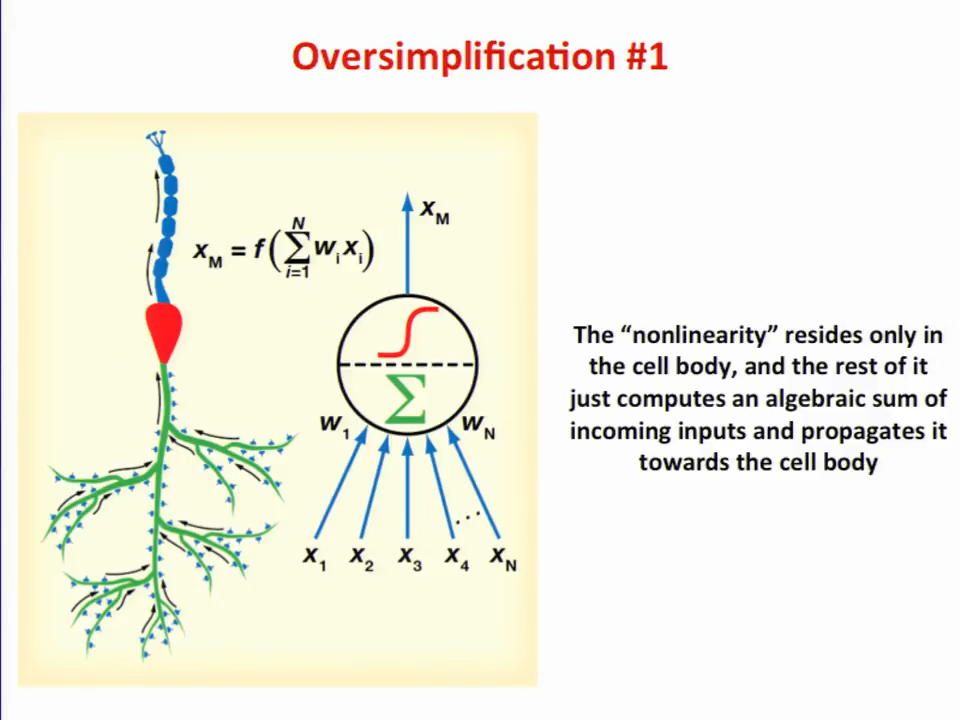 Oversimplification #1
x_M = f(∑_{i=1}^{N} w_i x_i)
x_M
∑
w_1 w_N
...
x_1 x_2 x_3 x_4 x_N
The “nonlinearity” resides only in
the cell body, and the rest of it
just computes an algebraic sum of
incoming inputs and propagates it
towards the cell body